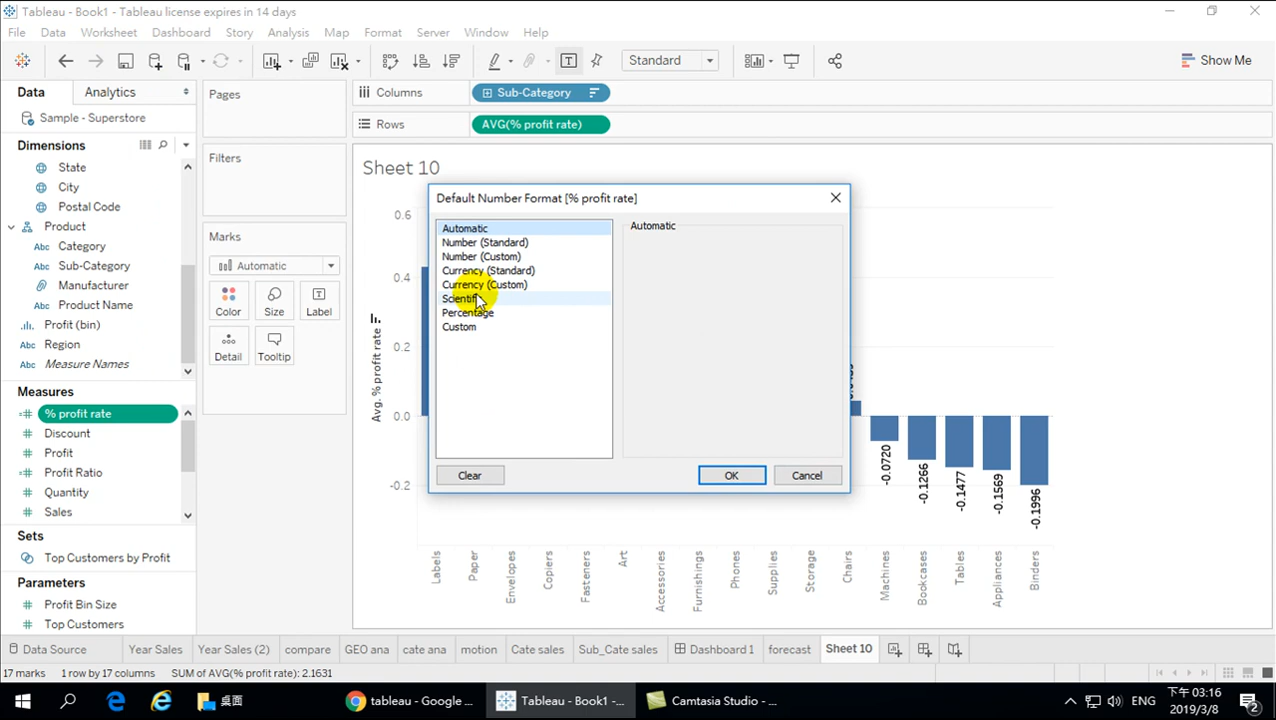 Tableau - Book1 - Tableau license expires in 14 days
File Data Worksheet Dashboard Story Analysis Map Format Server Window Help
Standard
Show Me
Data Analytics
Sample - Superstore
Dimensions
State
City
Postal Code
Product
Abc Category
Abc Sub-Category
Manufacturer
Abc Product Name
Profit (bin)
Abc Region
Abc Measure Names
Measures
% profit rate
Discount
Profit
Profit Ratio
Quantity
Sales
Sets
Top Customers by Profit
Parameters
Profit Bin Size
Top Customers
Pages
Filters
Marks
Automatic
Color Size Label
Detail Tooltip
Columns Sub-Category
Rows AVG(% profit rate)
Sheet 10
Avg. % profit rate
0.6
0.4
0.2
0.0
-0.2
-0.0720
-0.1266
-0.1477
-0.1569
-0.1996
Labels
Paper
Envelopes
Copiers
Fasteners
Art
Accessories
Furnishings
Phones
Supplies
Storage
Chairs
Machines
Bookcases
Tables
Appliances
Binders
Default Number Format [% profit rate]
Automatic
Number (Standard)
Number (Custom)
Currency (Standard)
Currency (Custom)
Percentage
Custom
Automatic
Clear OK Cancel
Data Source Year Sales Year Sales (2) compare GEO ana cate ana motion Cate sales Sub_Cate sales Dashboard 1 forecast Sheet 10
17 marks 1 row by 17 columns SUM of AVG(% profit rate): 2.1631
桌面 tableau - Google ... Tableau - Book1 -... Camtasia Studio - ... ENG 下午 03:16
2019/3/8
2